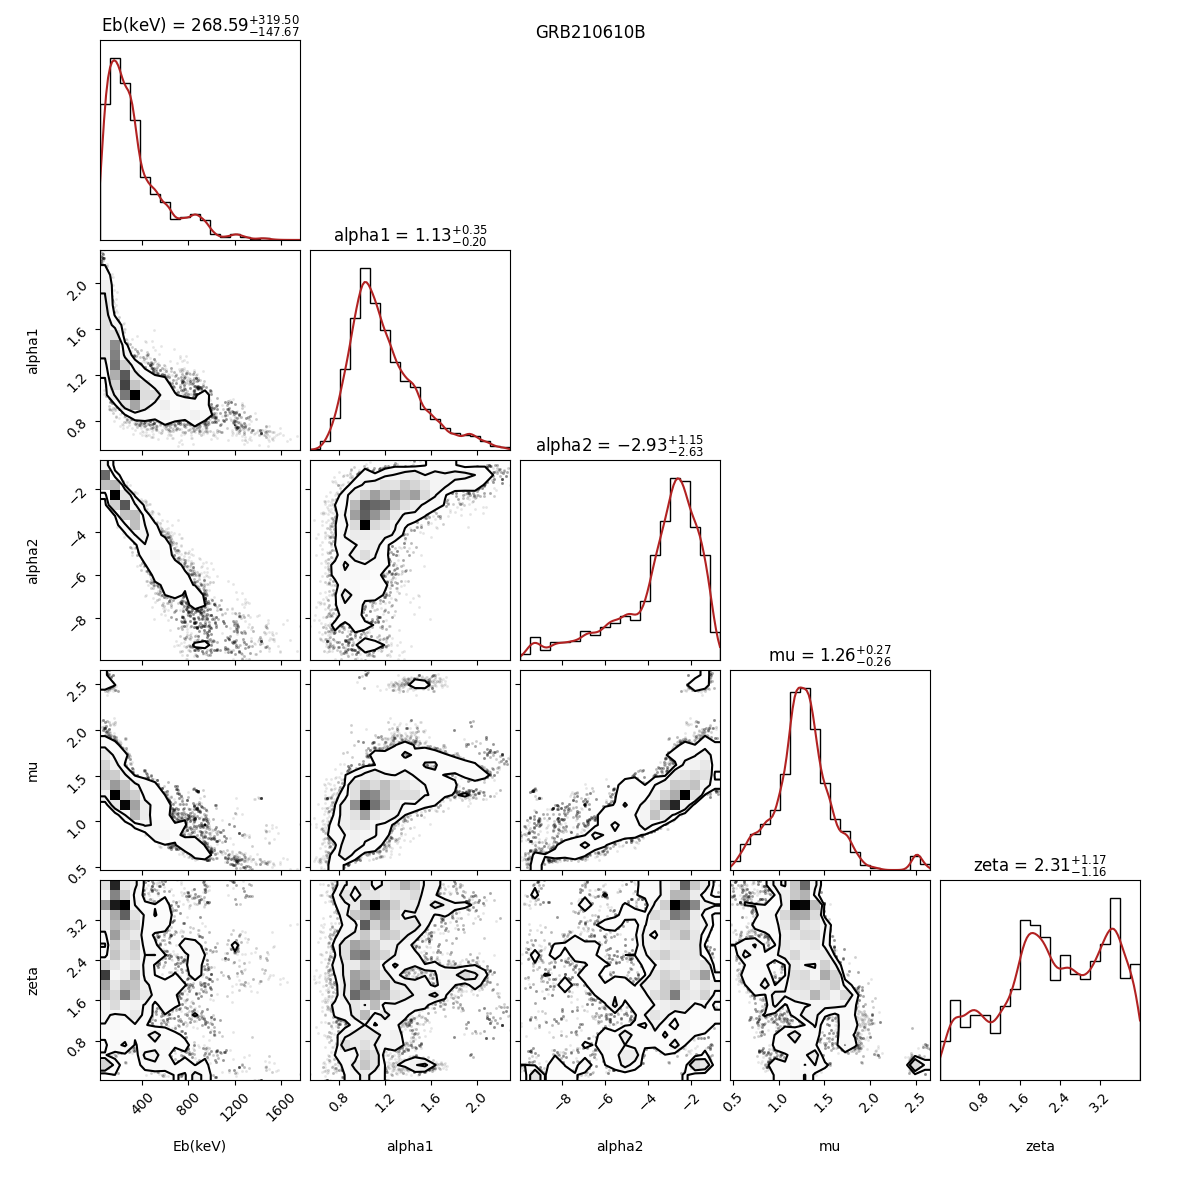 GRB210610B
Eb(keV) = 268.59+319.50−147.67
alpha1 = 1.13+0.35−0.20
alpha1
2.0
1.6
1.2
0.8
alpha2 = −2.93+1.15−2.63
alpha2
−2
−4
−6
−8
mu = 1.26+0.27−0.26
mu
2.5
2.0
1.5
1.0
0.5
zeta = 2.31+1.17−1.16
zeta
3.2
2.4
1.6
0.8
400 800 1200 1600
0.8 1.2 1.6 2.0
−8 −6 −4 −2
0.5 1.0 1.5 2.0 2.5
0.8 1.6 2.4 3.2
Eb(keV) alpha1 alpha2 mu zeta